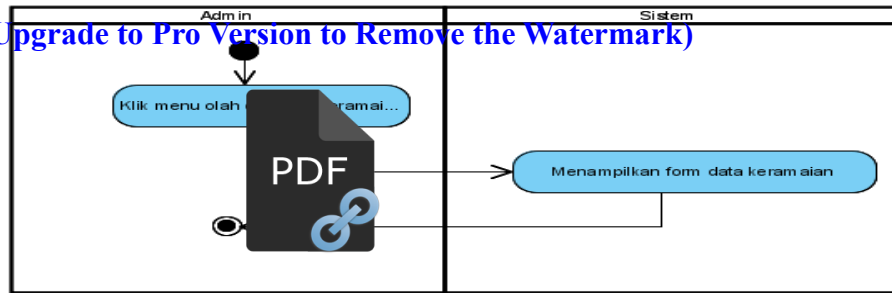 Admin
Sistem
Upgrade to Pro Version to Remove the Watermark)
Klik menu olah ramai...
PDF
Menampilkan form data keramaian